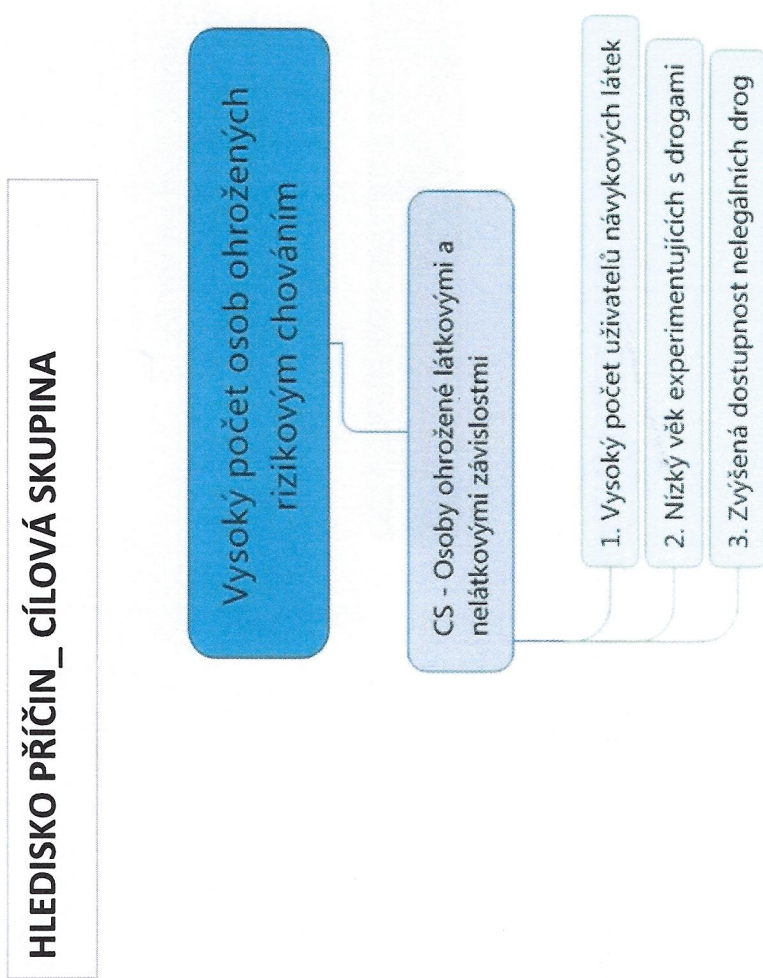 HLEDISKO PŘÍČIN_ CÍLOVÁ SKUPINA
Vysoký počet osob ohrožených
rizikovým chováním
CS - Osoby ohrožené látkovými a
nelátkovými závislostmi
1. Vysoký počet uživatelů návykových látek
2. Nízký věk experimentujících s drogami
3. Zvýšená dostupnost nelegálních drog